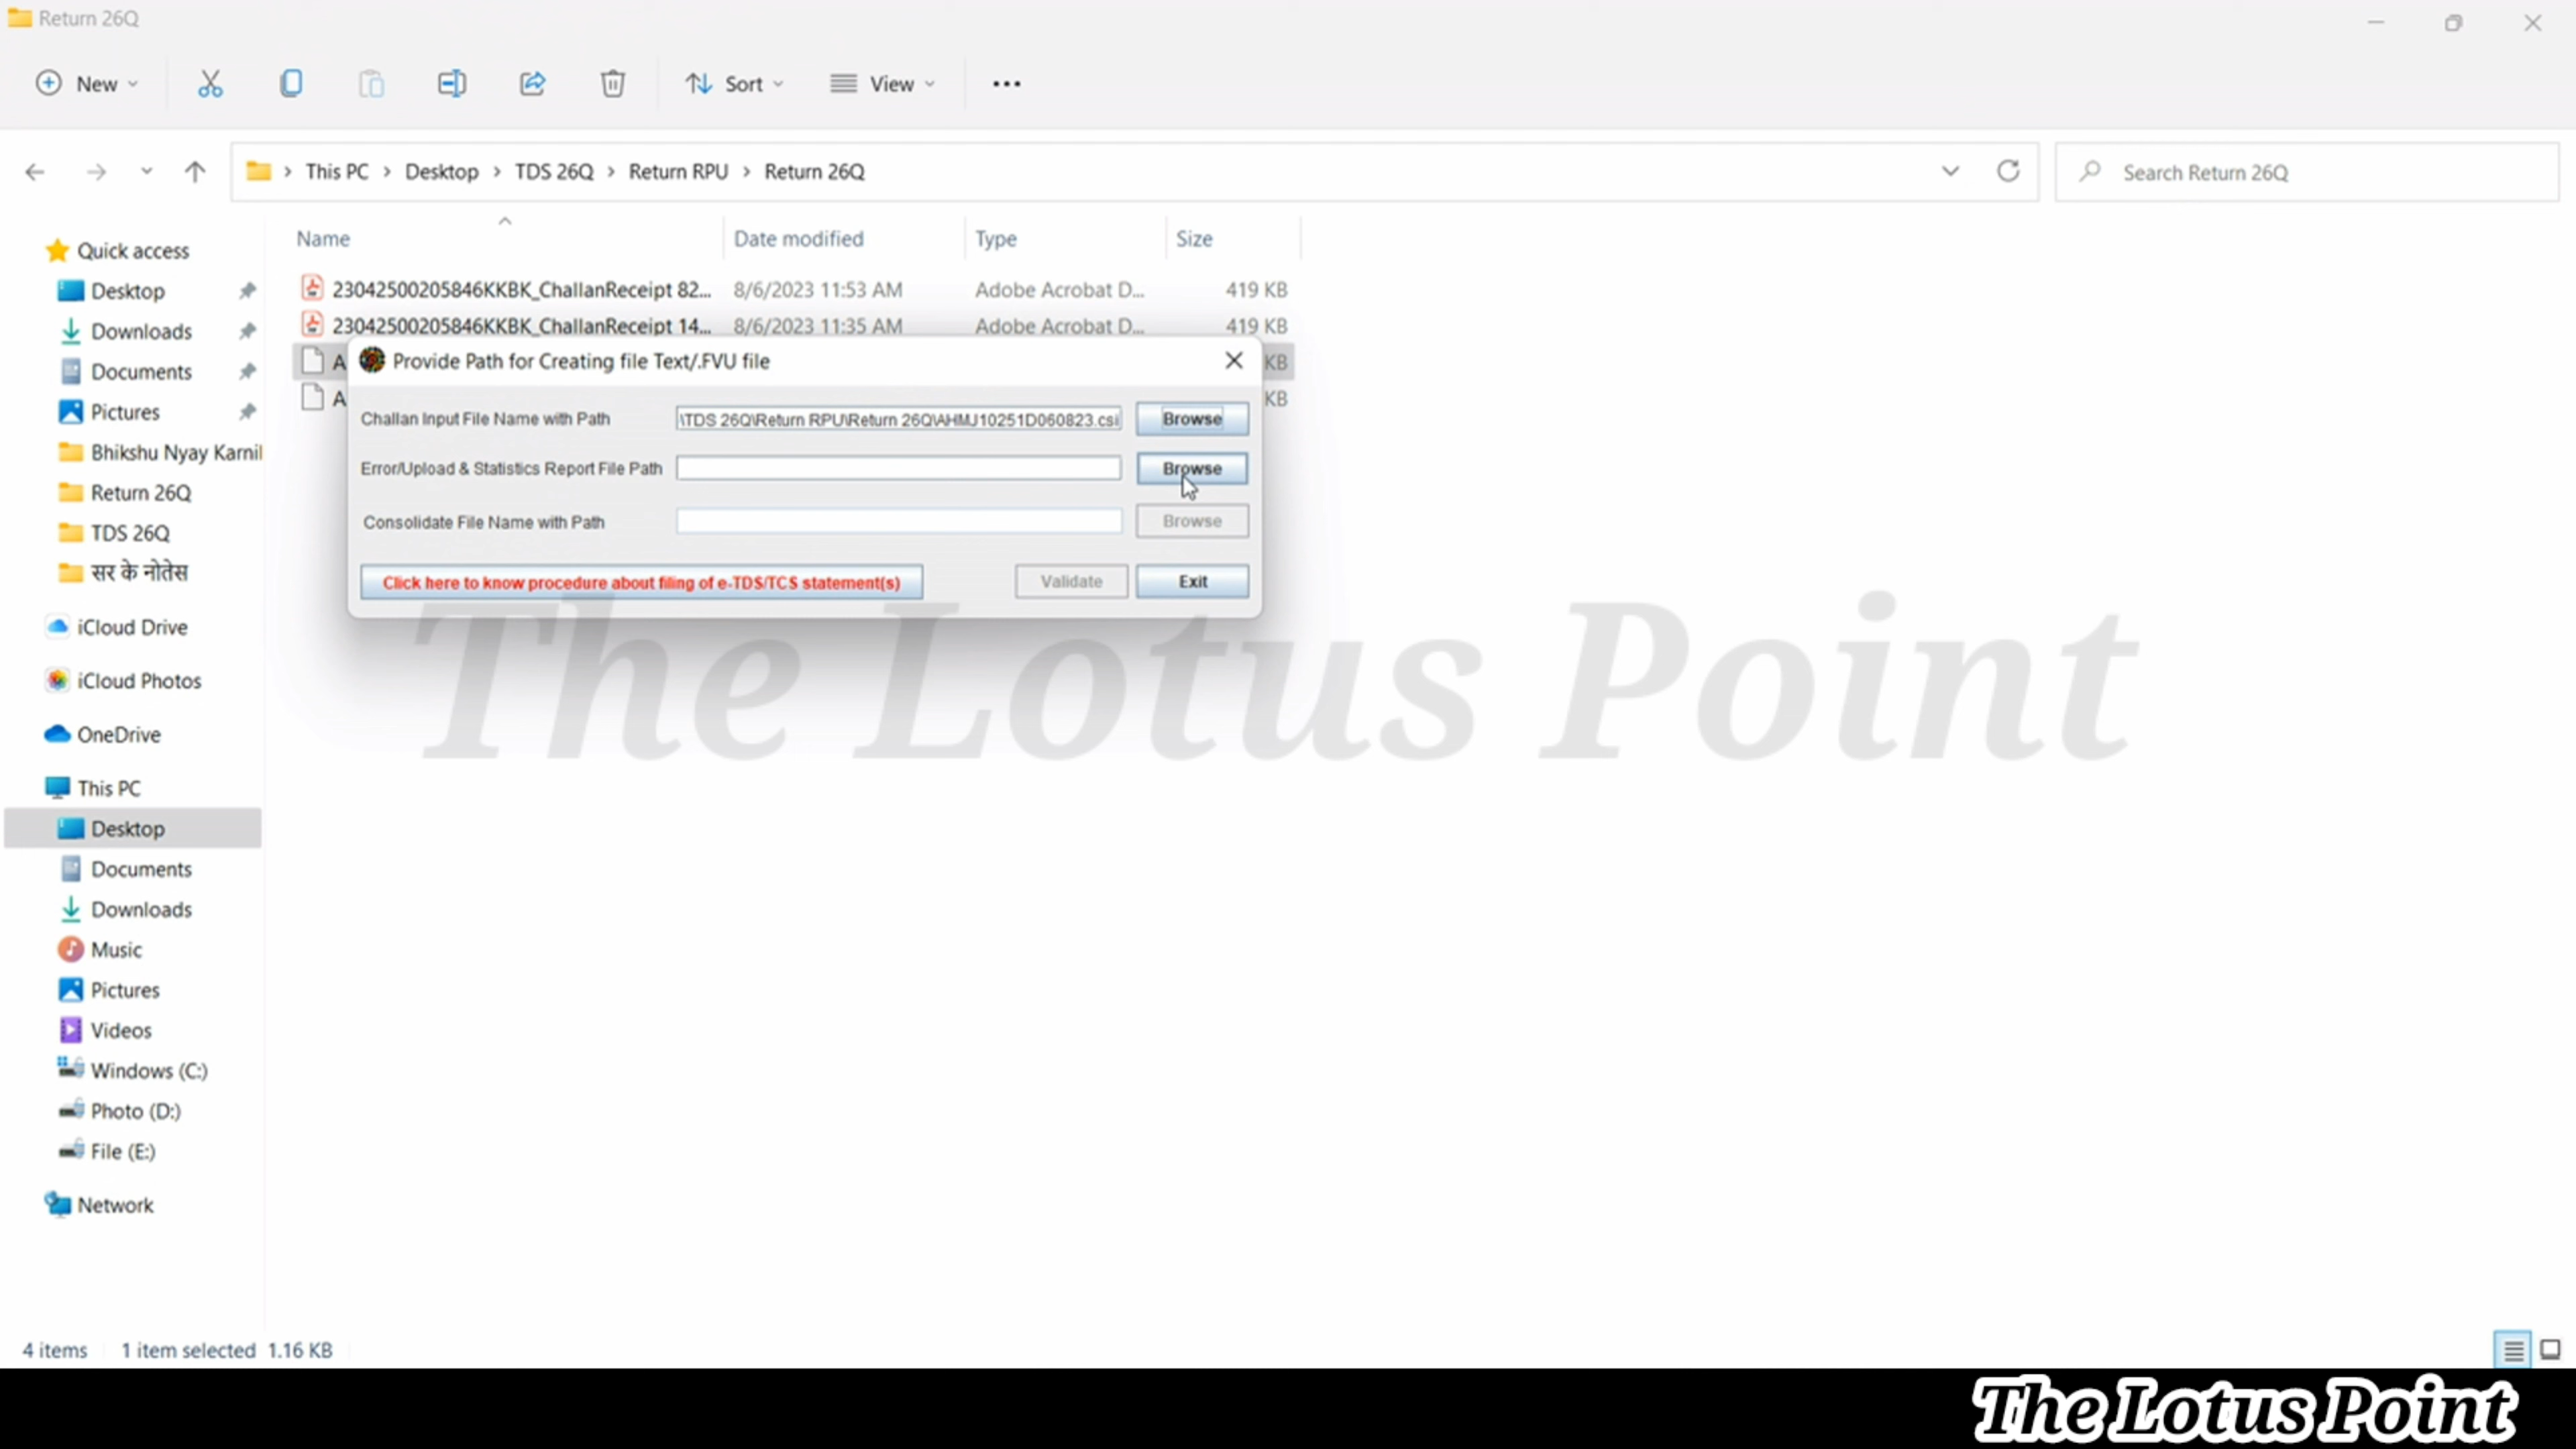 Return 26Q
New
Sort
View
This PC > Desktop > TDS 26Q > Return RPU > Return 26Q
Search Return 26Q
Name Date modified Type Size
23042500205846KKBK_ChallanReceipt 82... 8/6/2023 11:53 AM Adobe Acrobat D... 419 KB
23042500205846KKBK_ChallanReceipt 14... 8/6/2023 11:35 AM Adobe Acrobat D... 419 KB
A KB
A KB
Provide Path for Creating file Text/.FVU file
Challan Input File Name with Path \TDS 26Q\Return RPU\Return 26Q\AHMJ10251D060823.csi Browse
Error/Upload & Statistics Report File Path Browse
Consolidate File Name with Path Browse
Click here to know procedure about filing of e-TDS/TCS statement(s) Validate Exit
Quick access
Desktop
Downloads
Documents
Pictures
Bhikshu Nyay Karni
Return 26Q
TDS 26Q
सर के नोतेस
iCloud Drive
iCloud Photos
OneDrive
This PC
Desktop
Documents
Downloads
Music
Pictures
Videos
Windows (C:)
Photo (D:)
File (E:)
Network
The Lotus Point
4 items 1 item selected 1.16 KB
The Lotus Point